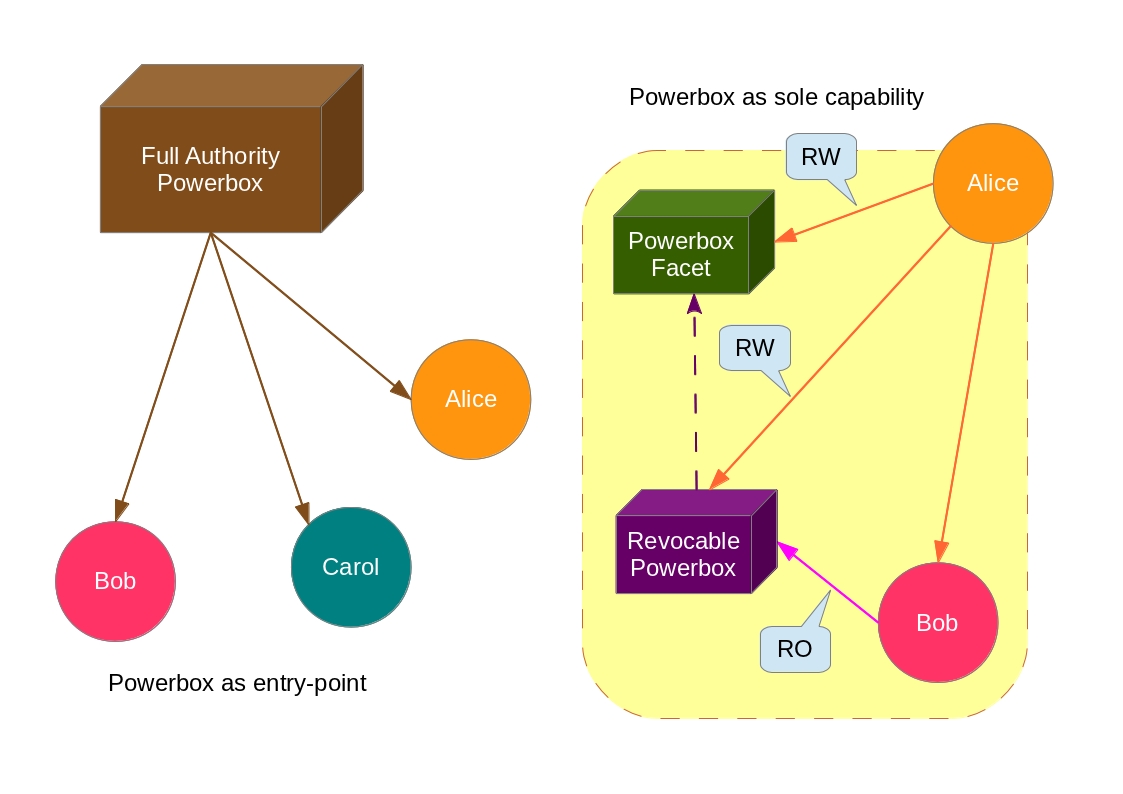 Full Authority
Powerbox
Alice
Bob
Carol
Powerbox as entry-point
Powerbox as sole capability
RW
Alice
Powerbox
Facet
RW
Revocable
Powerbox
Bob
RO